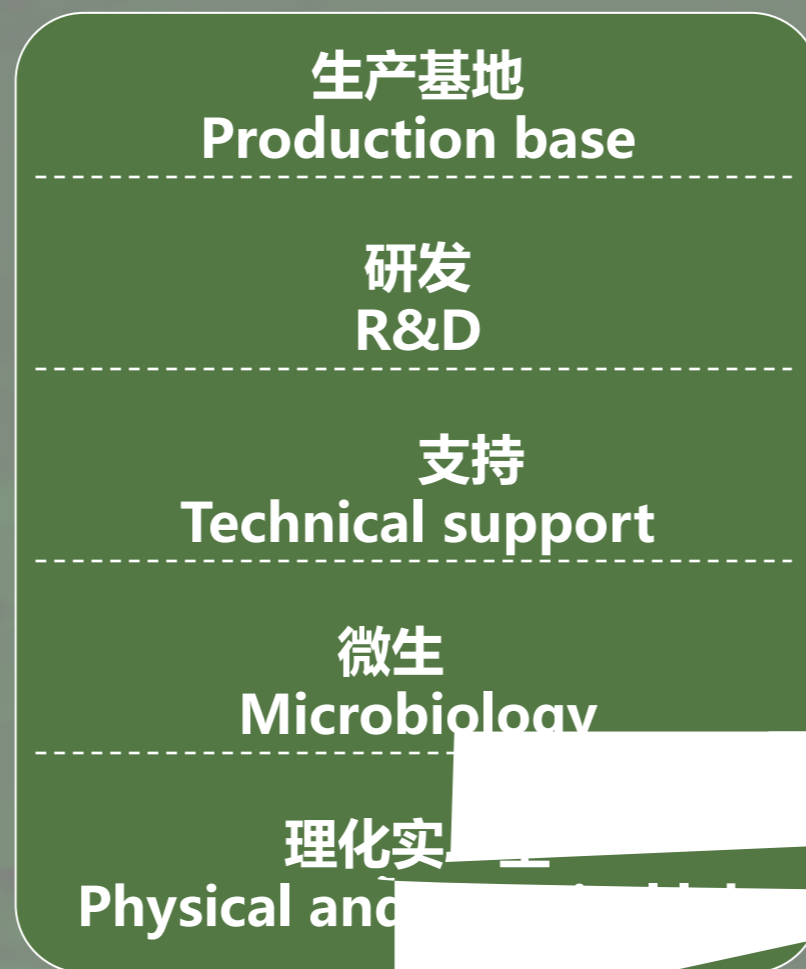 生产基地
Production base
研发
R&D
支持
Technical support
微生
Microbiology
理化实
Physical and